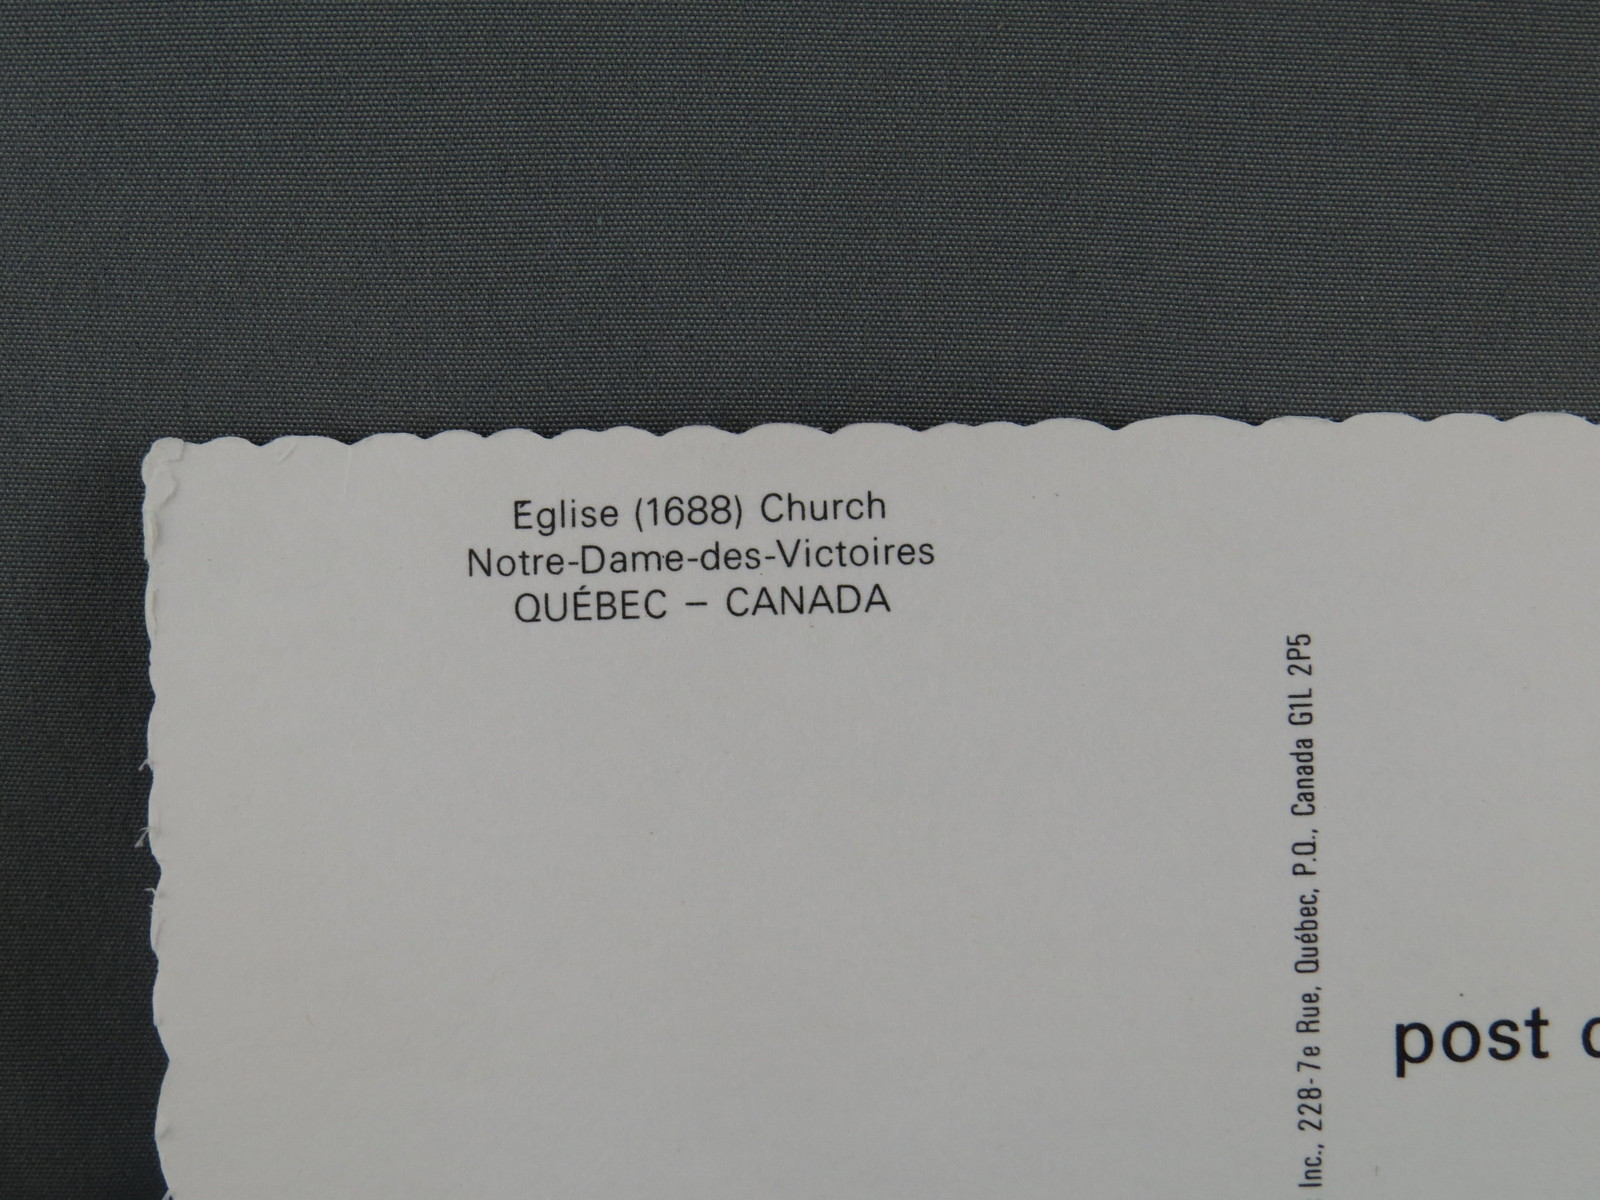 Eglise (1688) Church
Notre-Dame-des-Victoires
QUÉBEC – CANADA
Inc., 228-7e Rue, Québec, P.Q., Canada G1L 2P5
post